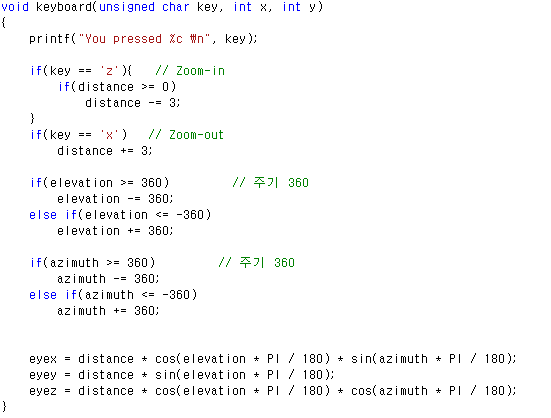 void keyboard(unsigned char key, int x, int y)
{
    printf("You pressed %c ₩n", key);

    if(key == 'z'){   // Zoom-in
        if(distance >= 0)
            distance -= 3;
    }
    if(key == 'x')   // Zoom-out
        distance += 3;

    if(elevation >= 360)        // 주기 360
        elevation -= 360;
    else if(elevation <= -360)
        elevation += 360;

    if(azimuth >= 360)        // 주기 360
        azimuth -= 360;
    else if(azimuth <= -360)
        azimuth += 360;


    eyex = distance * cos(elevation * PI / 180) * sin(azimuth * PI / 180);
    eyey = distance * sin(elevation * PI / 180);
    eyez = distance * cos(elevation * PI / 180) * cos(azimuth * PI / 180);
}